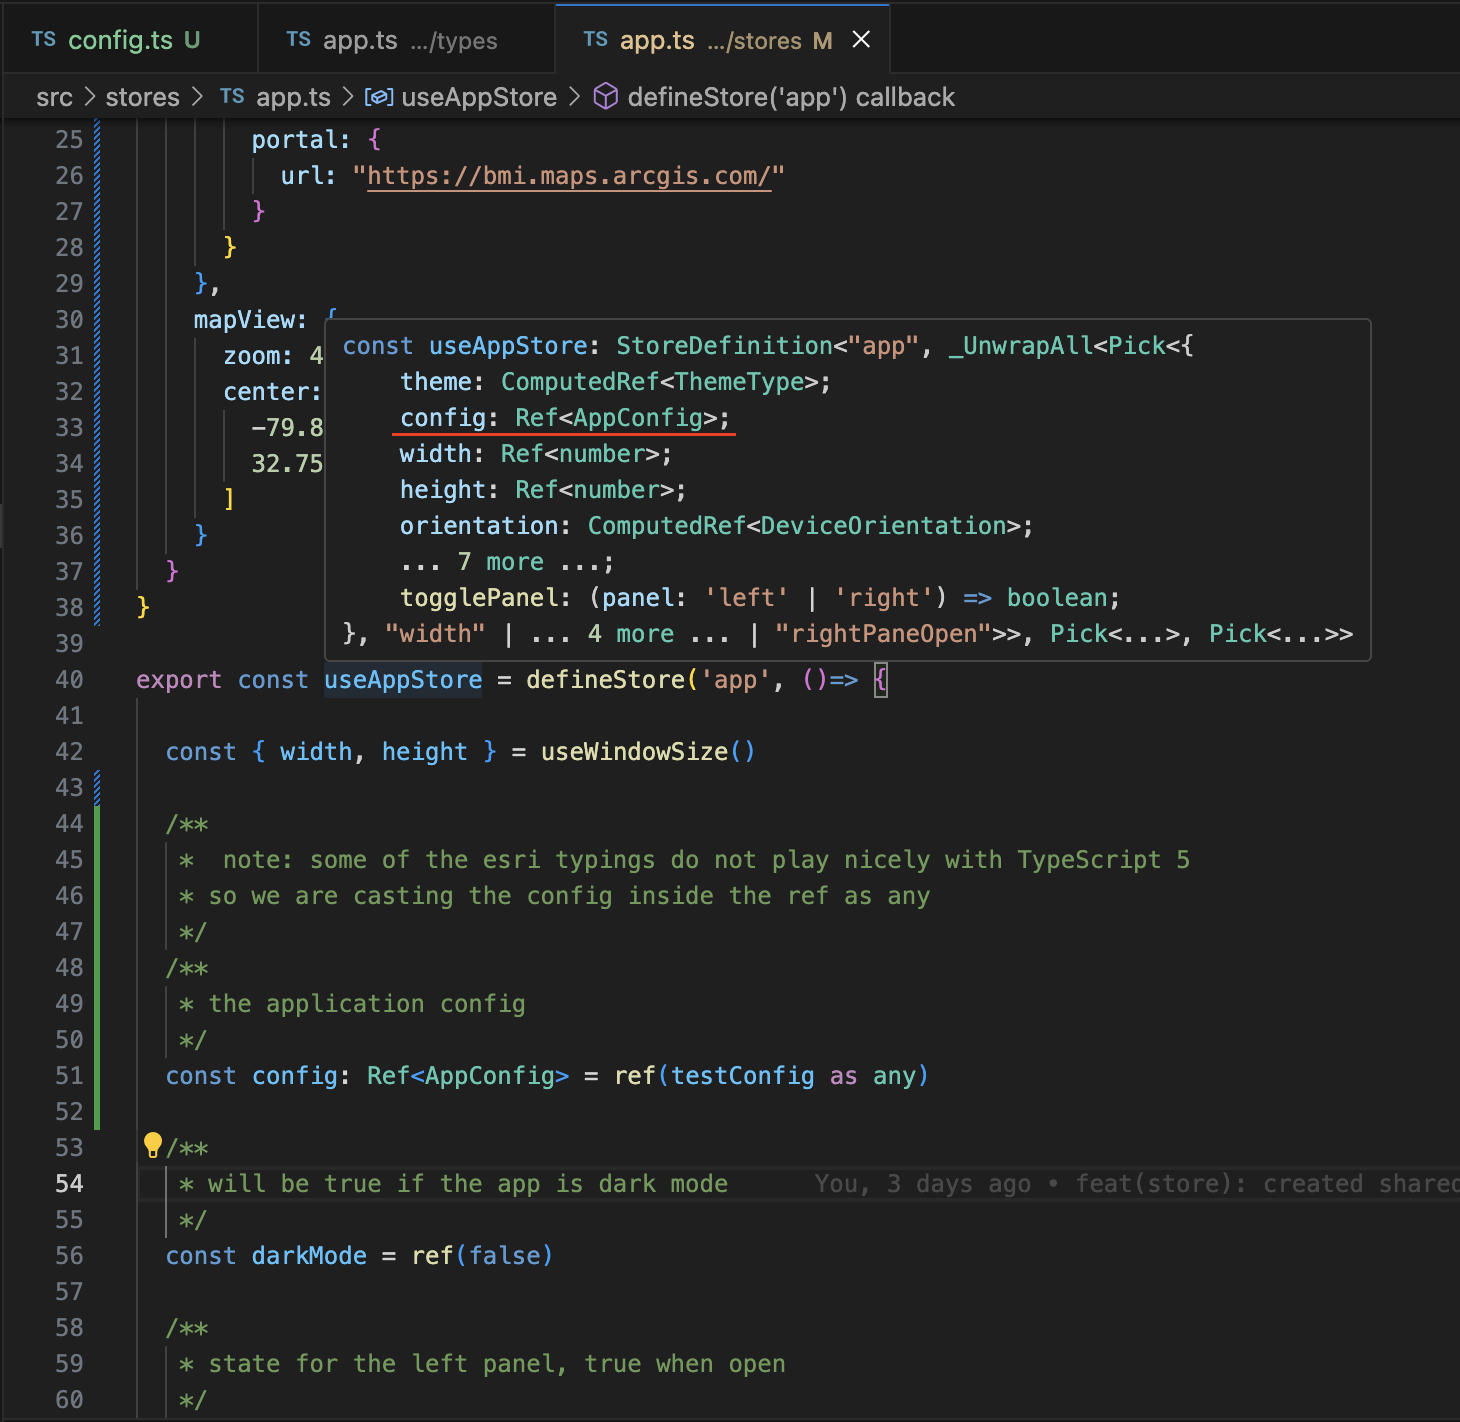 TS config.ts U TS app.ts .../types TS app.ts .../stores M
src > stores > TS app.ts > useAppStore > defineStore('app') callback
25 portal: {
26 url: "https://bmi.maps.arcgis.com/"
27 }
28 }
29 },
30 mapView: {
31 zoom: 4
32 center:
33 -79.8
34 32.75
35 ]
36 }
37 }
38 }
39
const useAppStore: StoreDefinition<"app", _UnwrapAll<Pick<{
theme: ComputedRef<ThemeType>;
config: Ref<AppConfig>;
width: Ref<number>;
height: Ref<number>;
orientation: ComputedRef<DeviceOrientation>;
... 7 more ...;
togglePanel: (panel: 'left' | 'right') => boolean;
}, "width" | ... 4 more ... | "rightPaneOpen">>, Pick<...>, Pick<...>>
40 export const useAppStore = defineStore('app', ()=> {
41
42 const { width, height } = useWindowSize()
43
44 /**
45 * note: some of the esri typings do not play nicely with TypeScript 5
46 * so we are casting the config inside the ref as any
47 */
48 /**
49 * the application config
50 */
51 const config: Ref<AppConfig> = ref(testConfig as any)
52
53 /**
54 * will be true if the app is dark mode You, 3 days ago • feat(store): created shared
55 */
56 const darkMode = ref(false)
57
58 /**
59 * state for the left panel, true when open
60 */